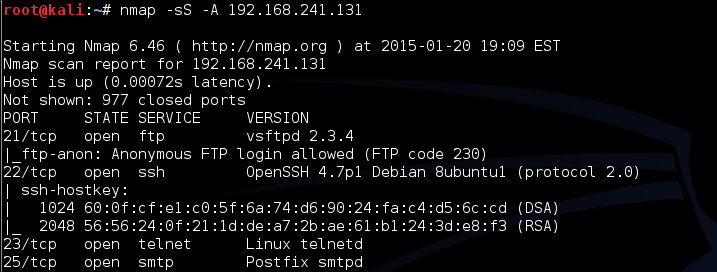 root@kali:~# nmap -sS -A 192.168.241.131
Starting Nmap 6.46 ( http://nmap.org ) at 2015-01-20 19:09 EST
Nmap scan report for 192.168.241.131
Host is up (0.00072s latency).
Not shown: 977 closed ports
PORT     STATE SERVICE     VERSION
21/tcp   open  ftp         vsftpd 2.3.4
|_ftp-anon: Anonymous FTP login allowed (FTP code 230)
22/tcp   open  ssh         OpenSSH 4.7p1 Debian 8ubuntu1 (protocol 2.0)
| ssh-hostkey:
|   1024 60:0f:cf:e1:c0:5f:6a:74:d6:90:24:fa:c4:d5:6c:cd (DSA)
|_  2048 56:56:24:0f:21:1d:de:a7:2b:ae:61:b1:24:3d:e8:f3 (RSA)
23/tcp   open  telnet      Linux telnetd
25/tcp   open  smtp        Postfix smtpd